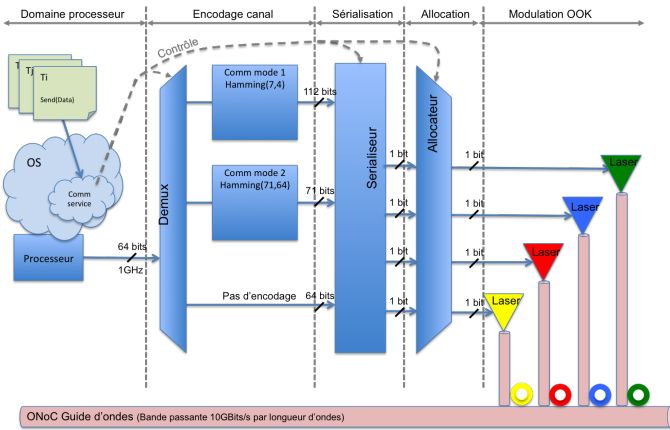 Domaine processeur
Encodage canal
Sérialisation
Allocation
Modulation OOK
Contrôle
Tj
Ti
Send(Data)
OS
Comm
service
Processeur
64 bits
1GHz
Demux
Comm mode 1
Hamming(7,4)
Comm mode 2
Hamming(71,64)
Pas d'encodage
112 bits
71 bits
64 bits
Serialiseur
1 bit
1 bit
1 bit
1 bit
Allocateur
1 bit
1 bit
1 bit
1 bit
Laser
Laser
Laser
Laser
ONoC Guide d'ondes (Bande passante 10GBits/s par longueur d'ondes)